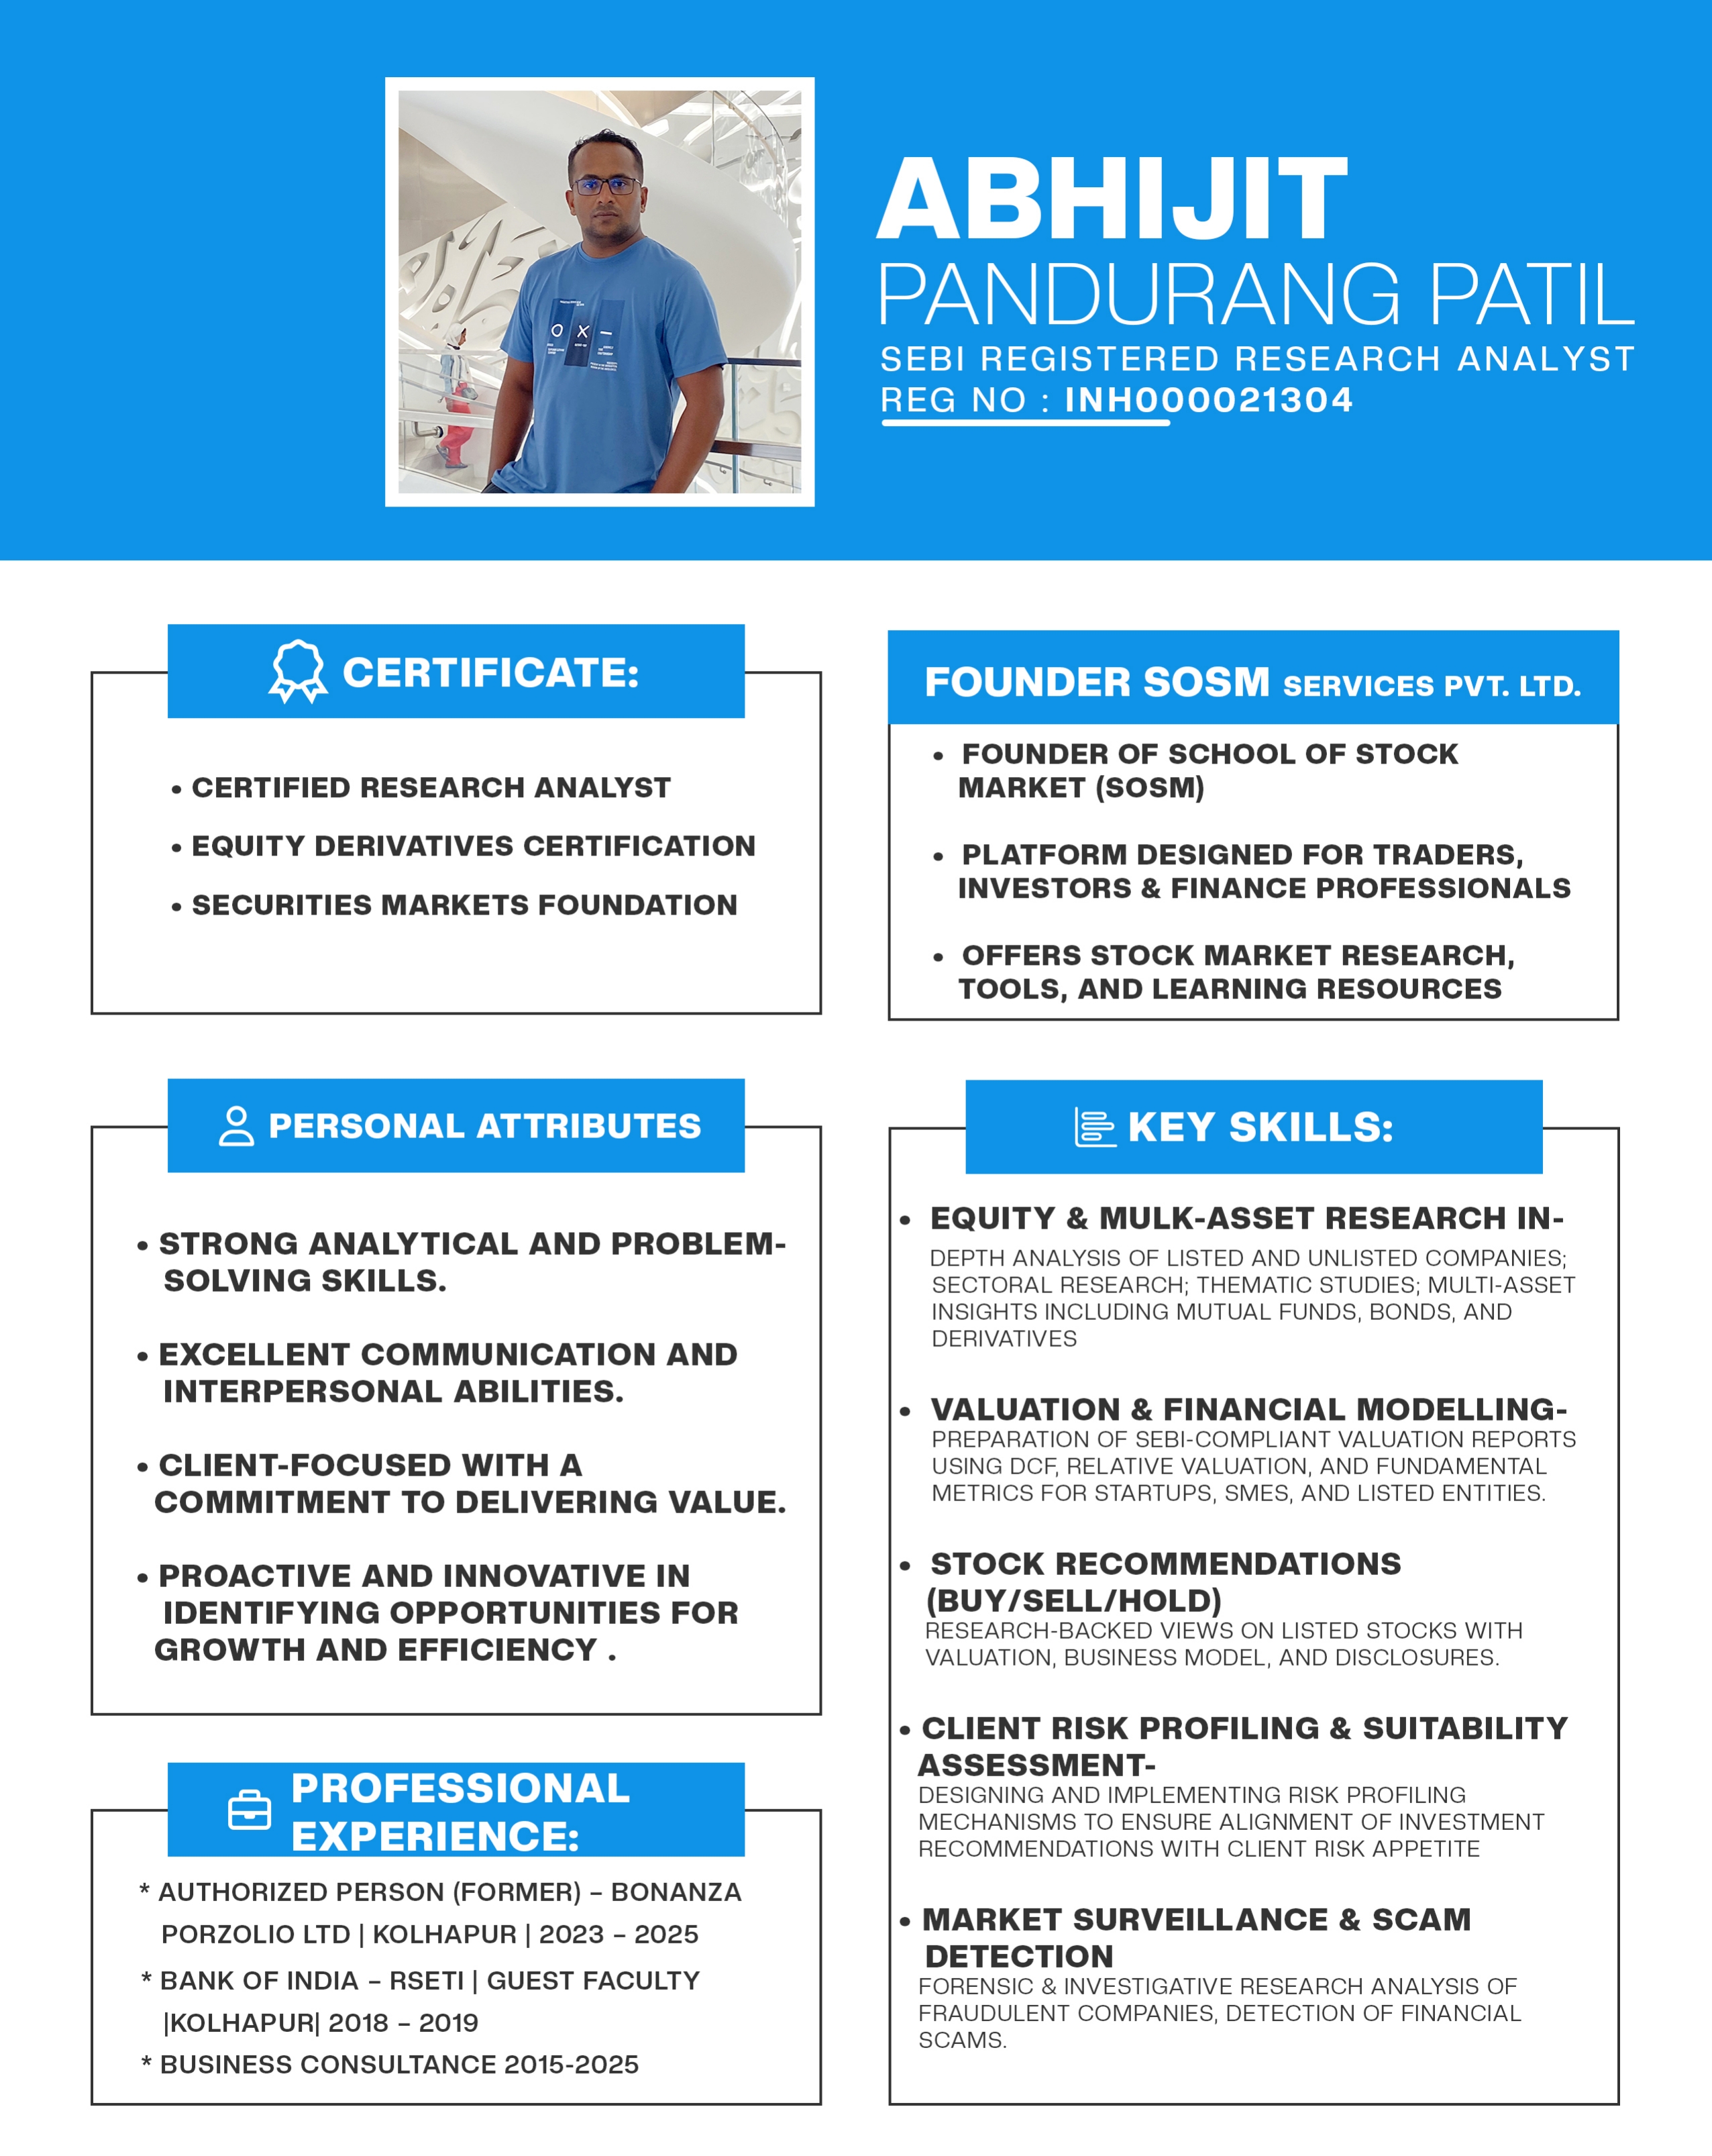 ABHIJIT
PANDURANG PATIL
SEBI REGISTERED RESEARCH ANALYST
REG NO : INH000021304
CERTIFICATE:
• CERTIFIED RESEARCH ANALYST
• EQUITY DERIVATIVES CERTIFICATION
• SECURITIES MARKETS FOUNDATION
FOUNDER SOSM SERVICES PVT. LTD.
• FOUNDER OF SCHOOL OF STOCK
MARKET (SOSM)
• PLATFORM DESIGNED FOR TRADERS,
INVESTORS & FINANCE PROFESSIONALS
• OFFERS STOCK MARKET RESEARCH,
TOOLS, AND LEARNING RESOURCES
PERSONAL ATTRIBUTES
• STRONG ANALYTICAL AND PROBLEM-
SOLVING SKILLS.
• EXCELLENT COMMUNICATION AND
INTERPERSONAL ABILITIES.
• CLIENT-FOCUSED WITH A
COMMITMENT TO DELIVERING VALUE.
• PROACTIVE AND INNOVATIVE IN
IDENTIFYING OPPORTUNITIES FOR
GROWTH AND EFFICIENCY .
PROFESSIONAL
EXPERIENCE:
* AUTHORIZED PERSON (FORMER) – BONANZA
PORZOLIO LTD | KOLHAPUR | 2023 – 2025
* BANK OF INDIA – RSETI | GUEST FACULTY
|KOLHAPUR| 2018 – 2019
* BUSINESS CONSULTANCE 2015-2025
KEY SKILLS:
• EQUITY & MULK-ASSET RESEARCH IN-
DEPTH ANALYSIS OF LISTED AND UNLISTED COMPANIES;
SECTORAL RESEARCH; THEMATIC STUDIES; MULTI-ASSET
INSIGHTS INCLUDING MUTUAL FUNDS, BONDS, AND
DERIVATIVES
• VALUATION & FINANCIAL MODELLING-
PREPARATION OF SEBI-COMPLIANT VALUATION REPORTS
USING DCF, RELATIVE VALUATION, AND FUNDAMENTAL
METRICS FOR STARTUPS, SMES, AND LISTED ENTITIES.
• STOCK RECOMMENDATIONS
(BUY/SELL/HOLD)
RESEARCH-BACKED VIEWS ON LISTED STOCKS WITH
VALUATION, BUSINESS MODEL, AND DISCLOSURES.
• CLIENT RISK PROFILING & SUITABILITY
ASSESSMENT-
DESIGNING AND IMPLEMENTING RISK PROFILING
MECHANISMS TO ENSURE ALIGNMENT OF INVESTMENT
RECOMMENDATIONS WITH CLIENT RISK APPETITE
• MARKET SURVEILLANCE & SCAM
DETECTION
FORENSIC & INVESTIGATIVE RESEARCH ANALYSIS OF
FRAUDULENT COMPANIES, DETECTION OF FINANCIAL
SCAMS.